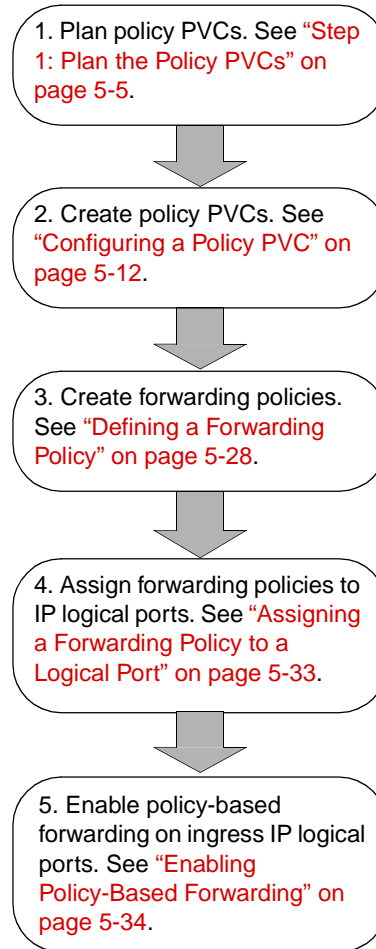 1. Plan policy PVCs. See “Step
1: Plan the Policy PVCs” on
page 5-5.
2. Create policy PVCs. See
“Configuring a Policy PVC” on
page 5-12.
3. Create forwarding policies.
See “Defining a Forwarding
Policy” on page 5-28.
4. Assign forwarding policies to
IP logical ports. See “Assigning
a Forwarding Policy to a
Logical Port” on page 5-33.
5. Enable policy-based
forwarding on ingress IP logical
ports. See “Enabling
Policy-Based Forwarding” on
page 5-34.